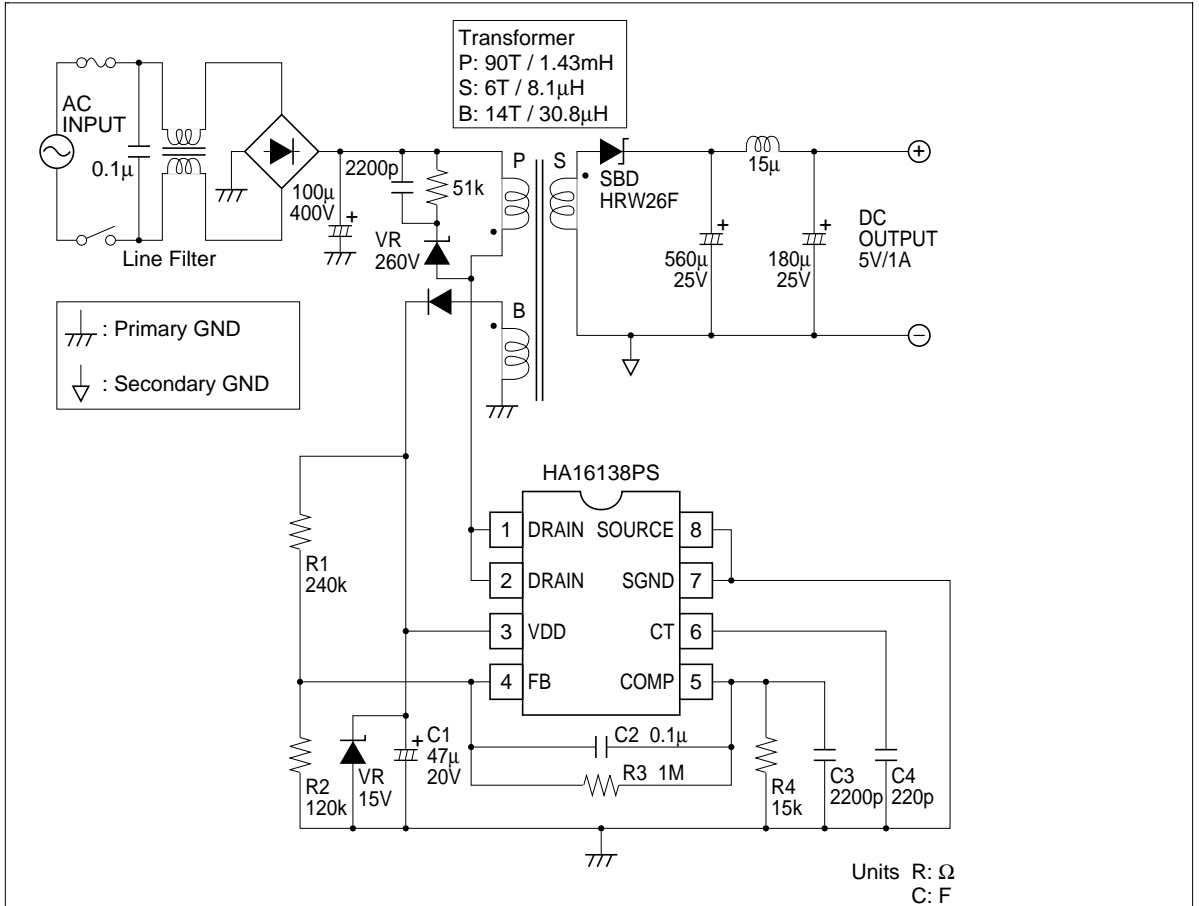 Transformer
P: 90T / 1.43mH
S: 6T / 8.1μH
B: 14T / 30.8μH
AC
INPUT
0.1μ
Line Filter
100μ
400V
+
2200p
51k
VR
260V
P
S
B
SBD
HRW26F
15μ
560μ
25V
+
180μ
25V
+
DC
OUTPUT
5V/1A
+
−
: Primary GND
: Secondary GND
HA16138PS
1 DRAIN SOURCE 8
2 DRAIN SGND 7
3 VDD CT 6
4 FB COMP 5
R1
240k
R2
120k
VR
15V
+
C1
47μ
20V
C2 0.1μ
R3 1M
R4
15k
C3
2200p
C4
220p
Units R: Ω
C: F